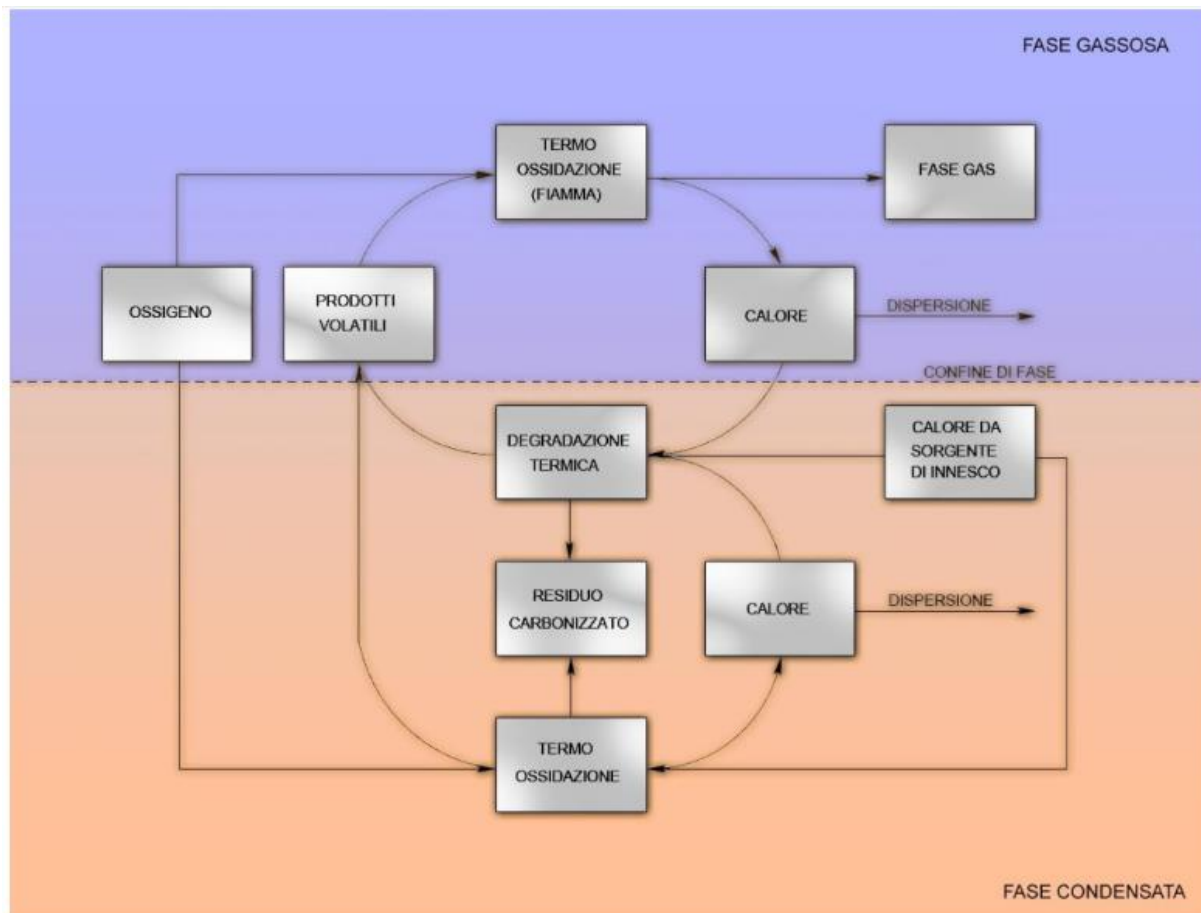 FASE GASSOSA
TERMO
OSSIDAZIONE
(FIAMMA)
FASE GAS
OSSIGENO
PRODOTTI
VOLATILI
CALORE
DISPERSIONE
CONFINE DI FASE
DEGRADAZIONE
TERMICA
CALORE DA
SORGENTE
DI INNESCO
RESIDUO
CARBONIZZATO
CALORE
DISPERSIONE
TERMO
OSSIDAZIONE
FASE CONDENSATA